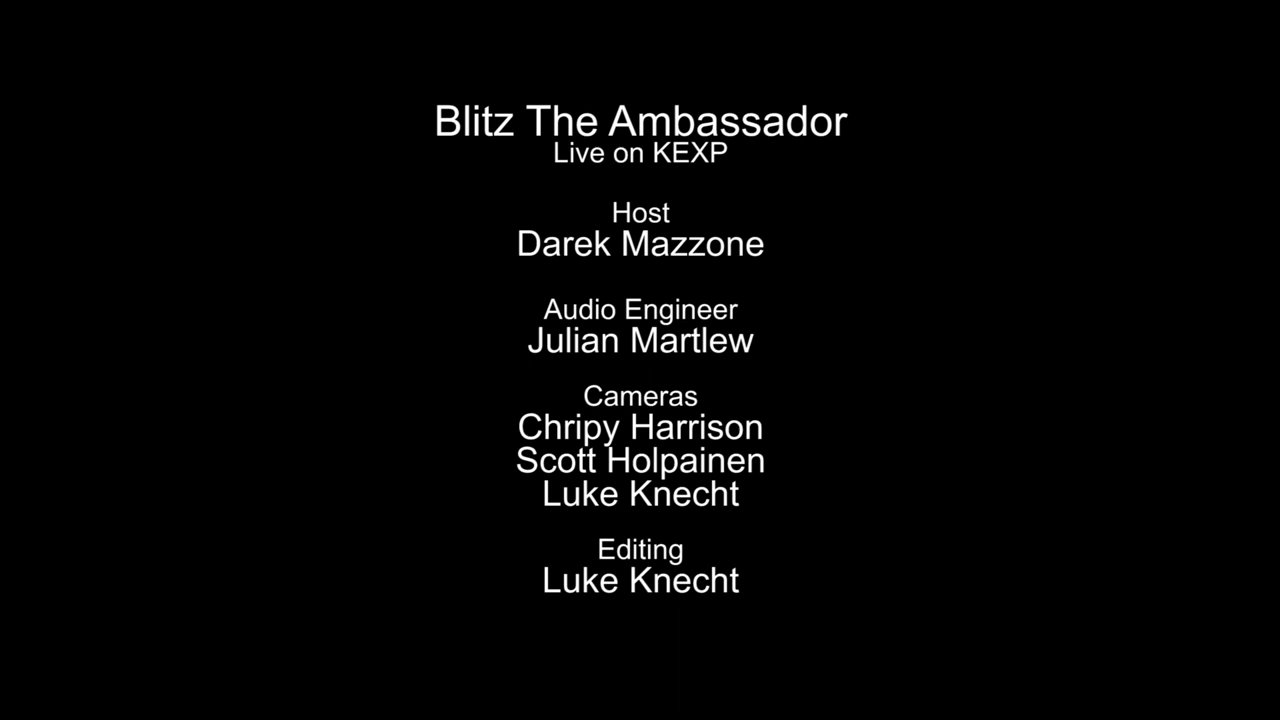 Blitz The Ambassador
Live on KEXP
Host
Darek Mazzone
Audio Engineer
Julian Martlew
Cameras
Chripy Harrison
Scott Holpainen
Luke Knecht
Editing
Luke Knecht